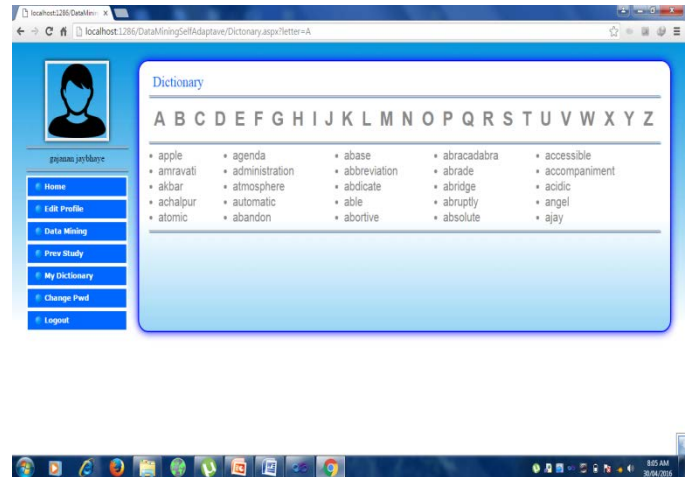 localhost:1286/DataMinin
localhost:1286/DataMiningSelfAdaptave/Dictonary.aspx?letter=A
Dictionary
A B C D E F G H I J K L M N O P Q R S T U V W X Y Z
gajanan jaybhaye
apple agenda abase abracadabra accessible
amravati administration abbreviation abrade accompaniment
akbar atmosphere abdicate abridge acidic
achalpur automatic able abruptly angel
atomic abandon abortive absolute ajay
Home
Edit Profile
Data Mining
Prev Study
My Dictionary
Change Pwd
Logout
8:05 AM
30/04/2016